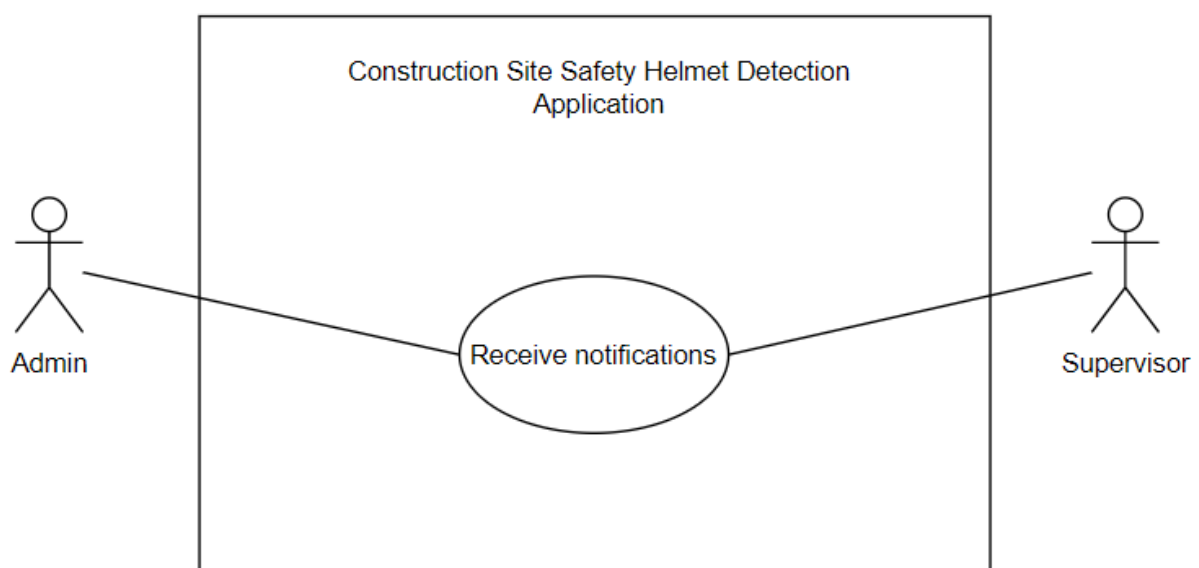 Construction Site Safety Helmet Detection
Application
Receive notifications
Admin
Supervisor